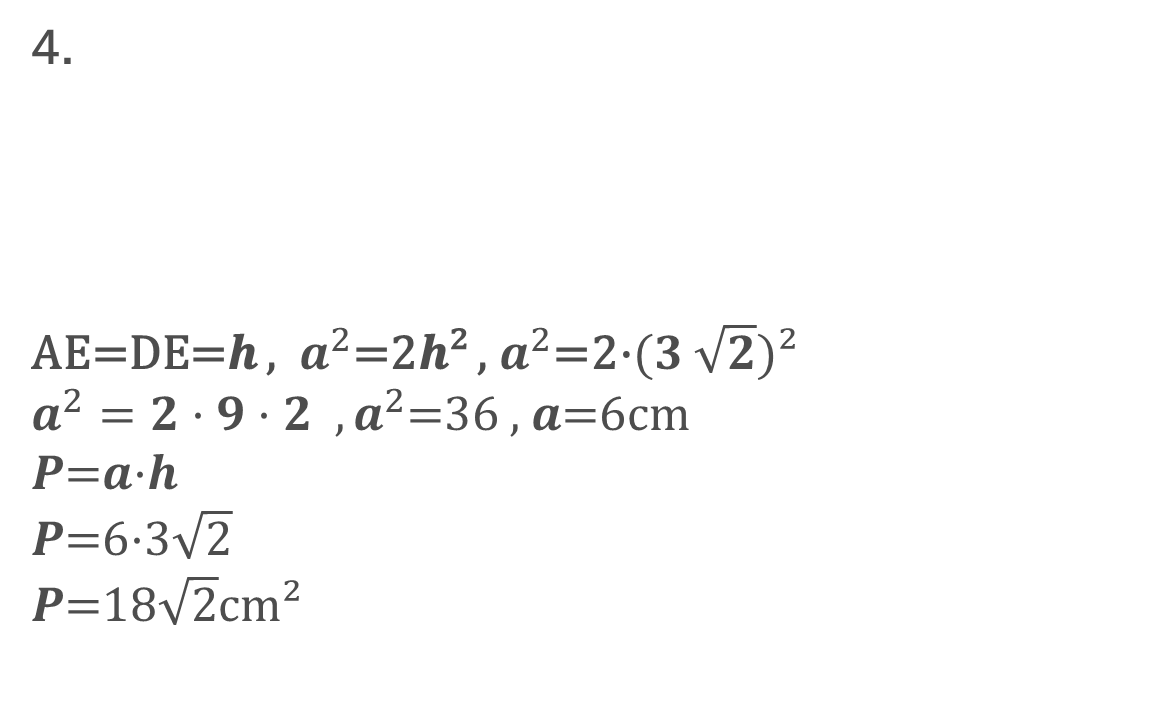 4.
AE=DE=h, a²=2h², a²=2·(3 √2)²
a² = 2 · 9 · 2 , a²=36 , a=6cm
P=a·h
P=6·3√2
P=18√2cm²